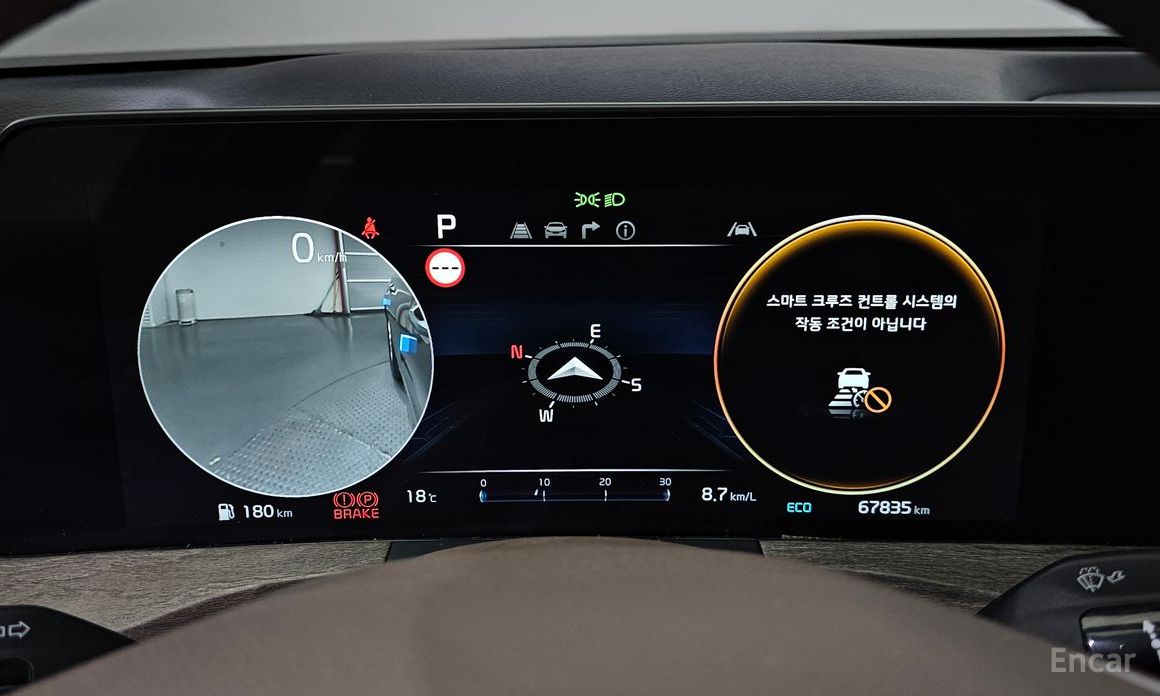 0 km/h
P
---
스마트 크루즈 컨트롤 시스템의
작동 조건이 아닙니다
E
N
S
W
180 km
(!) (P)
BRAKE
18°c
0 10 20 30
8.7 km/L
ECO
67835 km
Encar